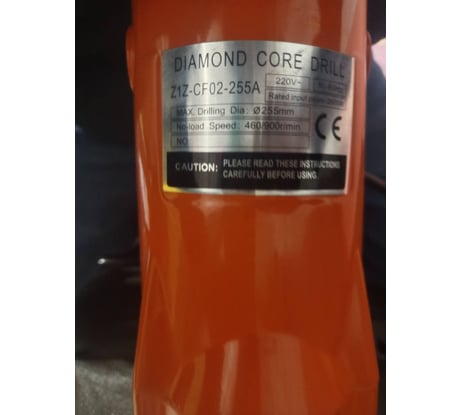 DIAMOND CORE DRILL
Z1Z-CF02-255A
220V~
Rated input
MAX. Drilling Dia: Ø255mm
No-load Speed: 460/900r/min
NO
CE
CAUTION: PLEASE READ THESE INSTRUCTIONS
CAREFULLY BEFORE USING.